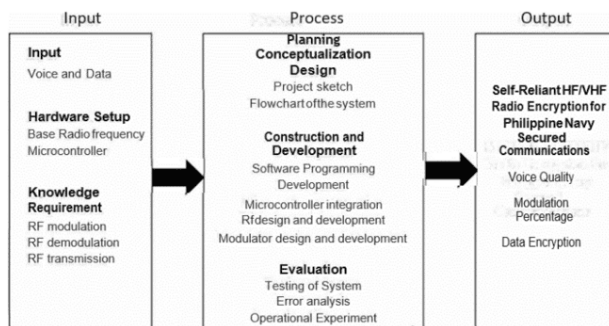 Input
Process
Output
Input
Voice and Data
Hardware Setup
Base Radio frequency
Microcontroller
Knowledge
Requirement
RF modulation
RF demodulation
RF transmission
Planning
Conceptualization
Design
Project sketch
Flowchart of the system
Construction and
Development
Software Programming
Development
Microcontroller integration
Rf design and development
Modulator design and development
Evaluation
Testing of System
Error analysis
Operational Experiment
Self-Reliant HF/VHF
Radio Encryption for
Philippine Navy
Secured
Communications
Voice Quality
Modulation
Percentage
Data Encryption